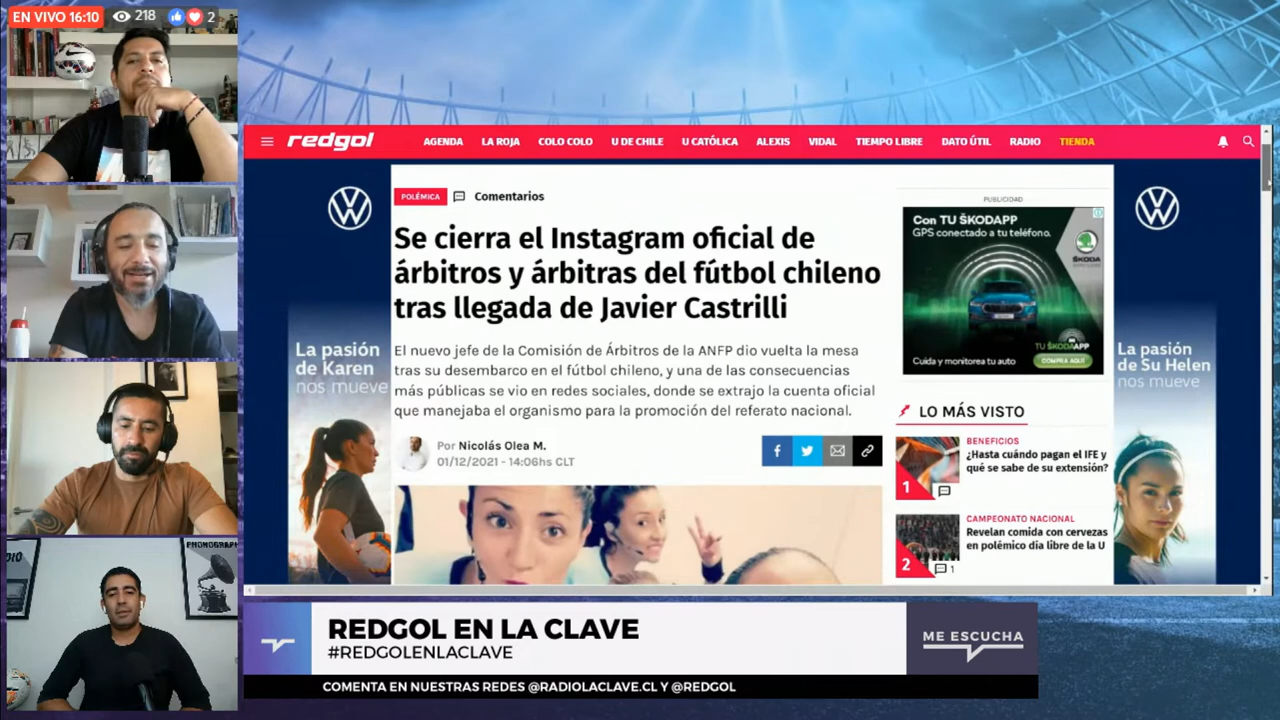 EN VIVO 16:10
218
2
redgol
AGENDA
LA ROJA
COLO COLO
U DE CHILE
U CATÓLICA
ALEXIS
VIDAL
TIEMPO LIBRE
DATO ÚTIL
RADIO
TIENDA
POLÉMICA
Comentarios
Se cierra el Instagram oficial de
árbitros y árbitras del fútbol chileno
tras llegada de Javier Castrilli
El nuevo jefe de la Comisión de Árbitros de la ANFP dio vuelta la mesa
tras su desembarco en el fútbol chileno, y una de las consecuencias
más públicas se vio en redes sociales, donde se extrajo la cuenta oficial
que manejaba el organismo para la promoción del referato nacional.
Por Nicolás Olea M.
01/12/2021 - 14:06hs CLT
La pasión
de Karen
nos mueve
PUBLICIDAD
Con TU ŠKODAPP
GPS conectado a tu teléfono.
ŠKODA
TU ŠKODAPP
Cuida y monitorea tu auto
COMPRA AQUÍ
LO MÁS VISTO
BENEFICIOS
¿Hasta cuándo pagan el IFE y
qué se sabe de su extensión?
1
CAMPEONATO NACIONAL
Revelan comida con cervezas
en polémico día libre de la U
2
1
La pasión
de Su Helen
nos mueve
PHONOGRAPH
REDGOL EN LA CLAVE
#REDGOLENLACLAVE
ME ESCUCHA
COMENTA EN NUESTRAS REDES @RADIOLACLAVE.CL Y @REDGOL